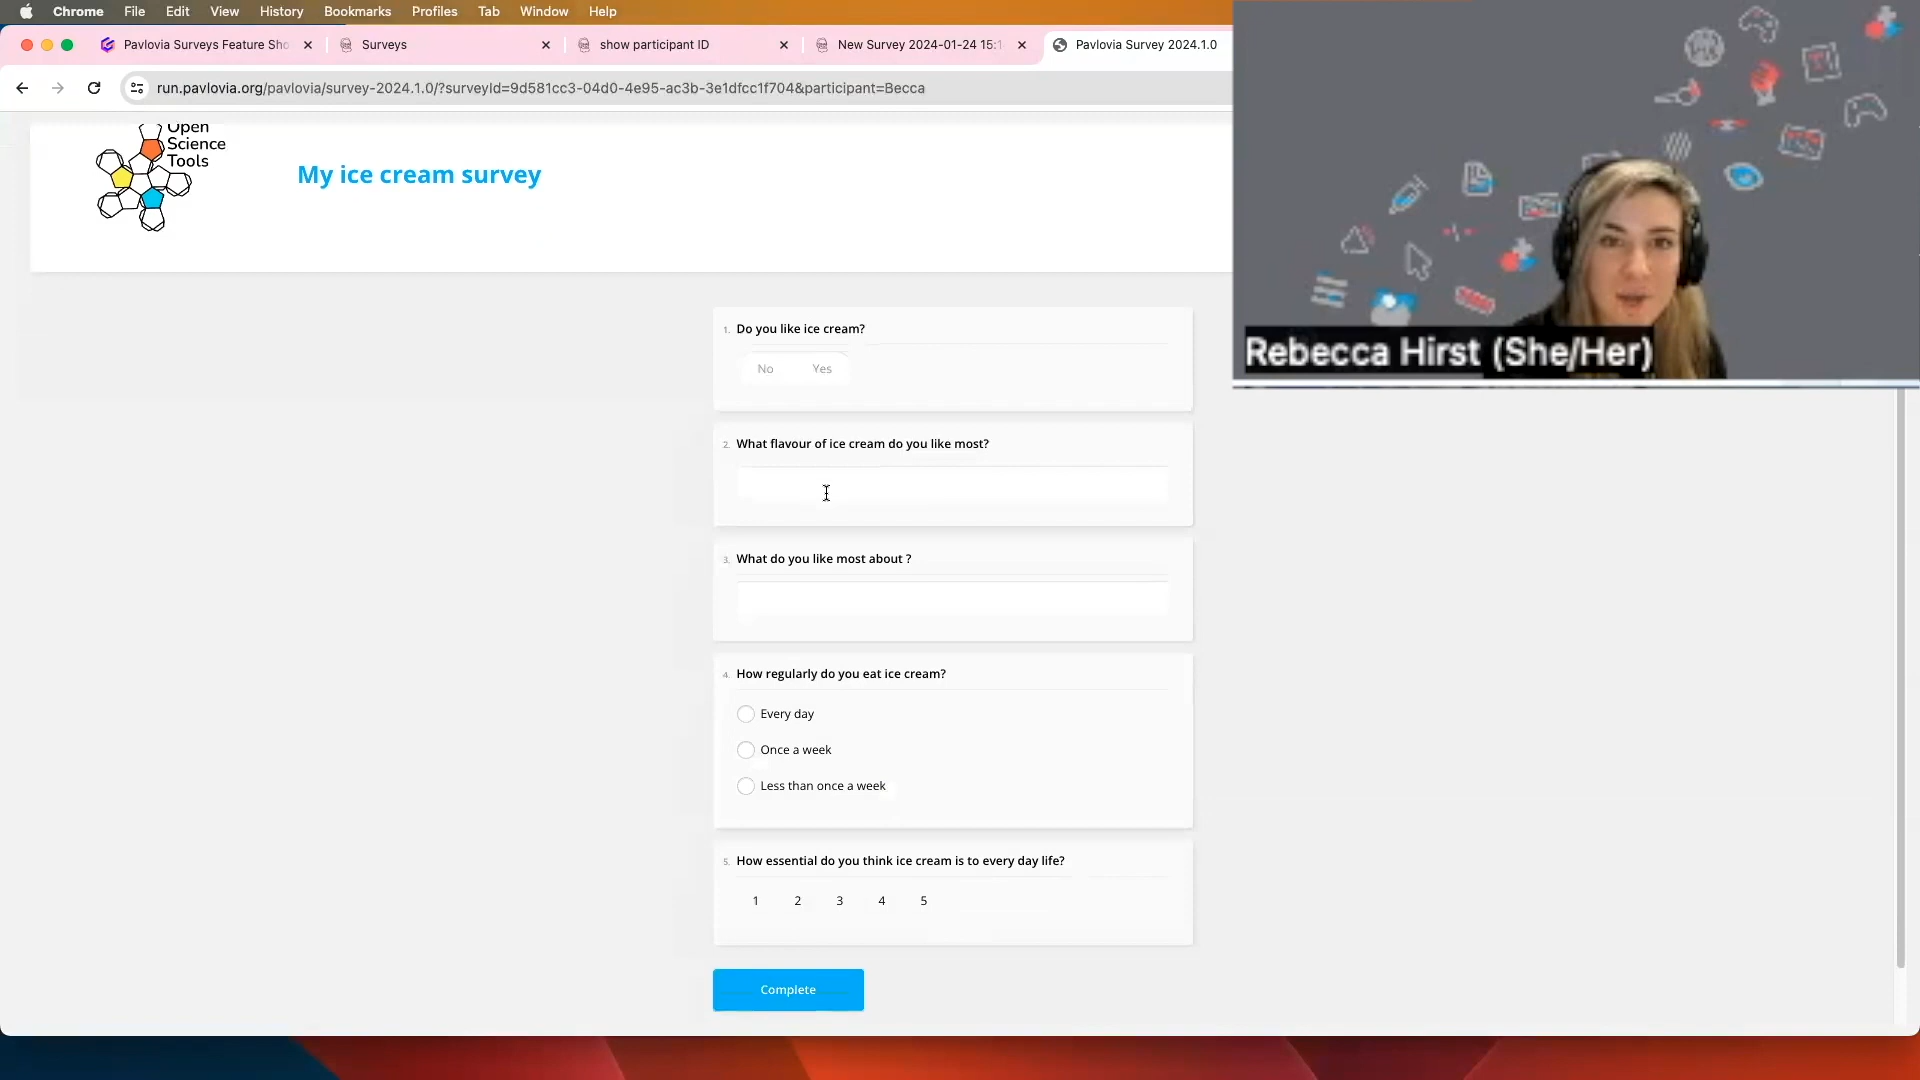 Chrome File Edit View History Bookmarks Profiles Tab Window Help
Pavlovia Surveys Feature Sho
Surveys
show participant ID
New Survey 2024-01-24 15:1
Pavlovia Survey 2024.1.0
run.pavlovia.org/pavlovia/survey-2024.1.0/?surveyId=9d581cc3-04d0-4e95-ac3b-3e1dfcc1f704&participant=Becca
Open
Science
Tools
My ice cream survey
Rebecca Hirst (She/Her)
1. Do you like ice cream?
No Yes
2. What flavour of ice cream do you like most?
3. What do you like most about ?
4. How regularly do you eat ice cream?
Every day
Once a week
Less than once a week
5. How essential do you think ice cream is to every day life?
1 2 3 4 5
Complete